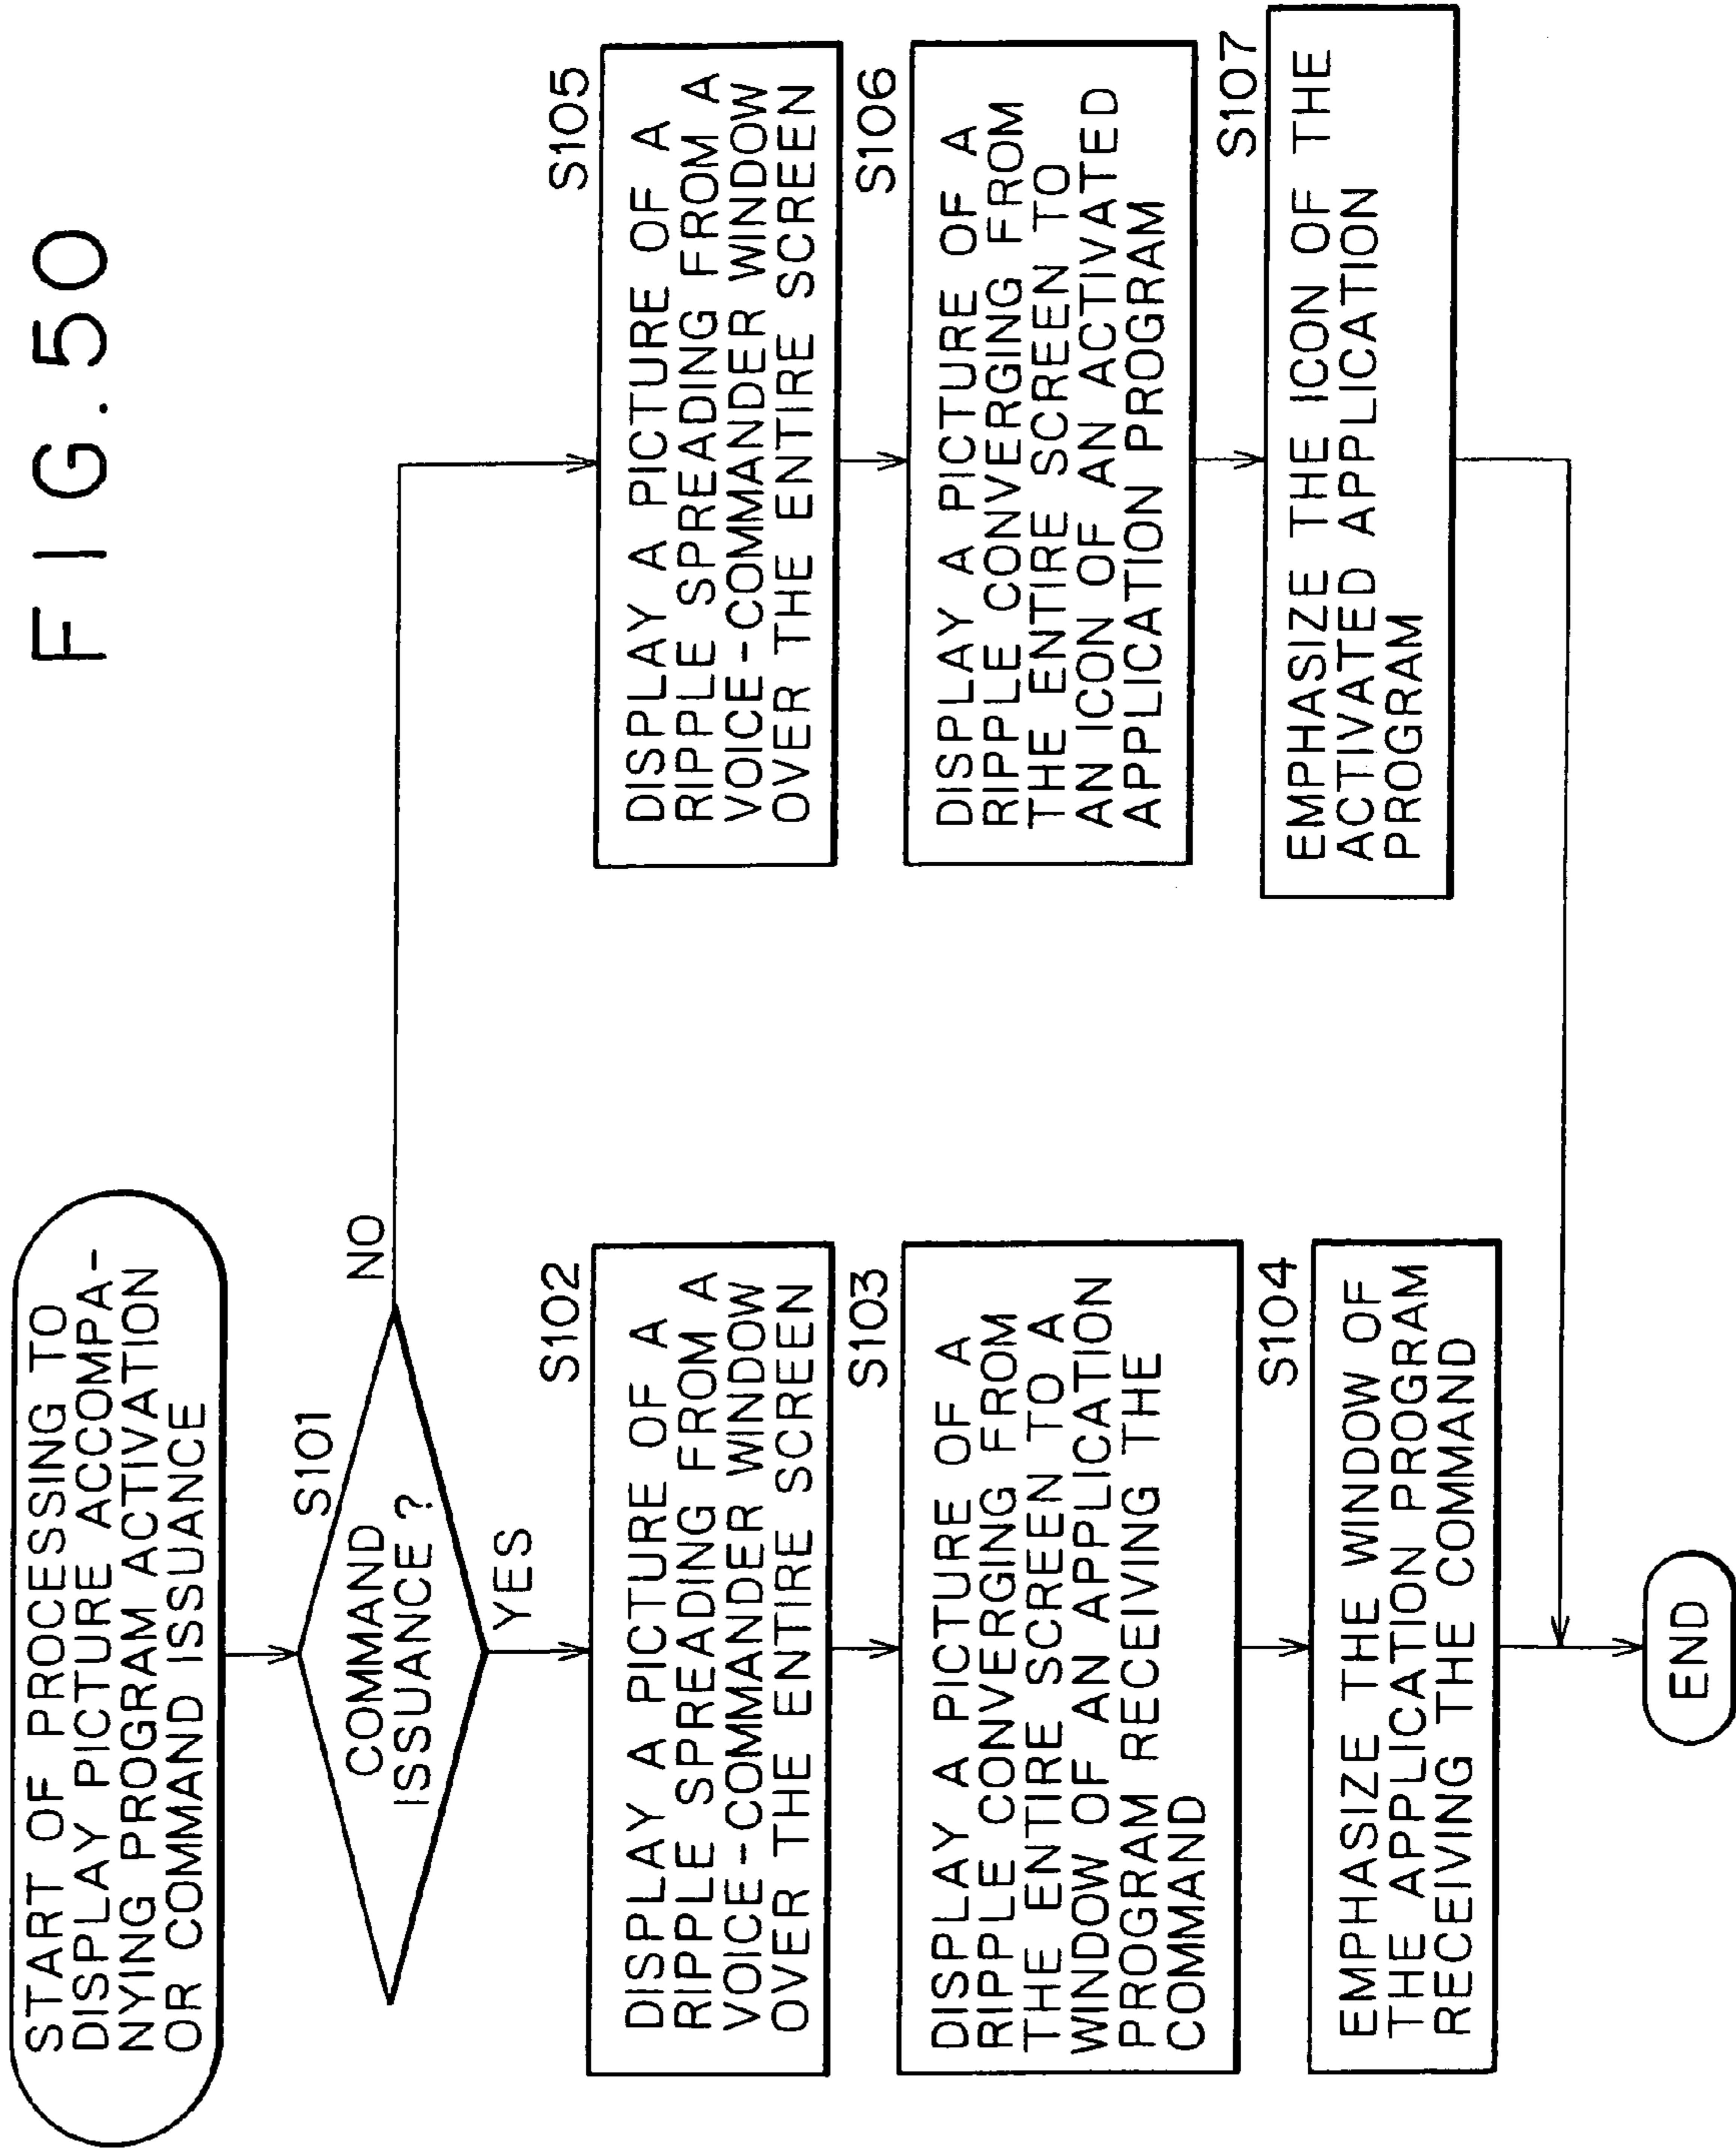 FIG.50
START OF PROCESSING TO
DISPLAY PICTURE ACCOMPA-
NYING PROGRAM ACTIVATION
OR COMMAND ISSUANCE
S101
COMMAND
ISSUANCE ?
NO
YES
S102
DISPLAY A PICTURE OF A
RIPPLE SPREADING FROM A
VOICE-COMMANDER WINDOW
OVER THE ENTIRE SCREEN
S103
DISPLAY A PICTURE OF A
RIPPLE CONVERGING FROM
THE ENTIRE SCREEN TO A
WINDOW OF AN APPLICATION
PROGRAM RECEIVING THE
COMMAND
S104
EMPHASIZE THE WINDOW OF
THE APPLICATION PROGRAM
RECEIVING THE COMMAND
S105
DISPLAY A PICTURE OF A
RIPPLE SPREADING FROM A
VOICE-COMMANDER WINDOW
OVER THE ENTIRE SCREEN
S106
DISPLAY A PICTURE OF A
RIPPLE CONVERGING FROM
THE ENTIRE SCREEN TO
AN ICON OF AN ACTIVATED
APPLICATION PROGRAM
S107
EMPHASIZE THE ICON OF THE
ACTIVATED APPLICATION
PROGRAM
END